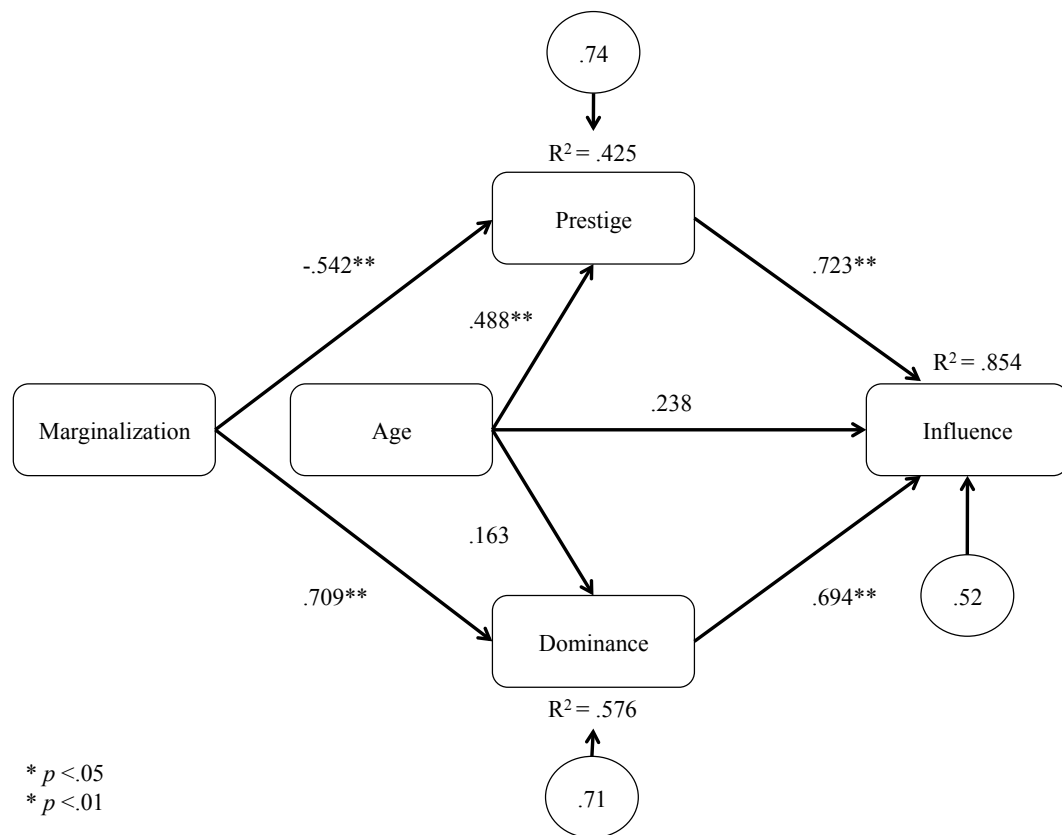 .74
R² = .425
Prestige
-.542**
.723**
.488**
R² = .854
Marginalization
Age
.238
Influence
.163
.709**
.694**
.52
Dominance
R² = .576
.71
* p <.05
* p <.01